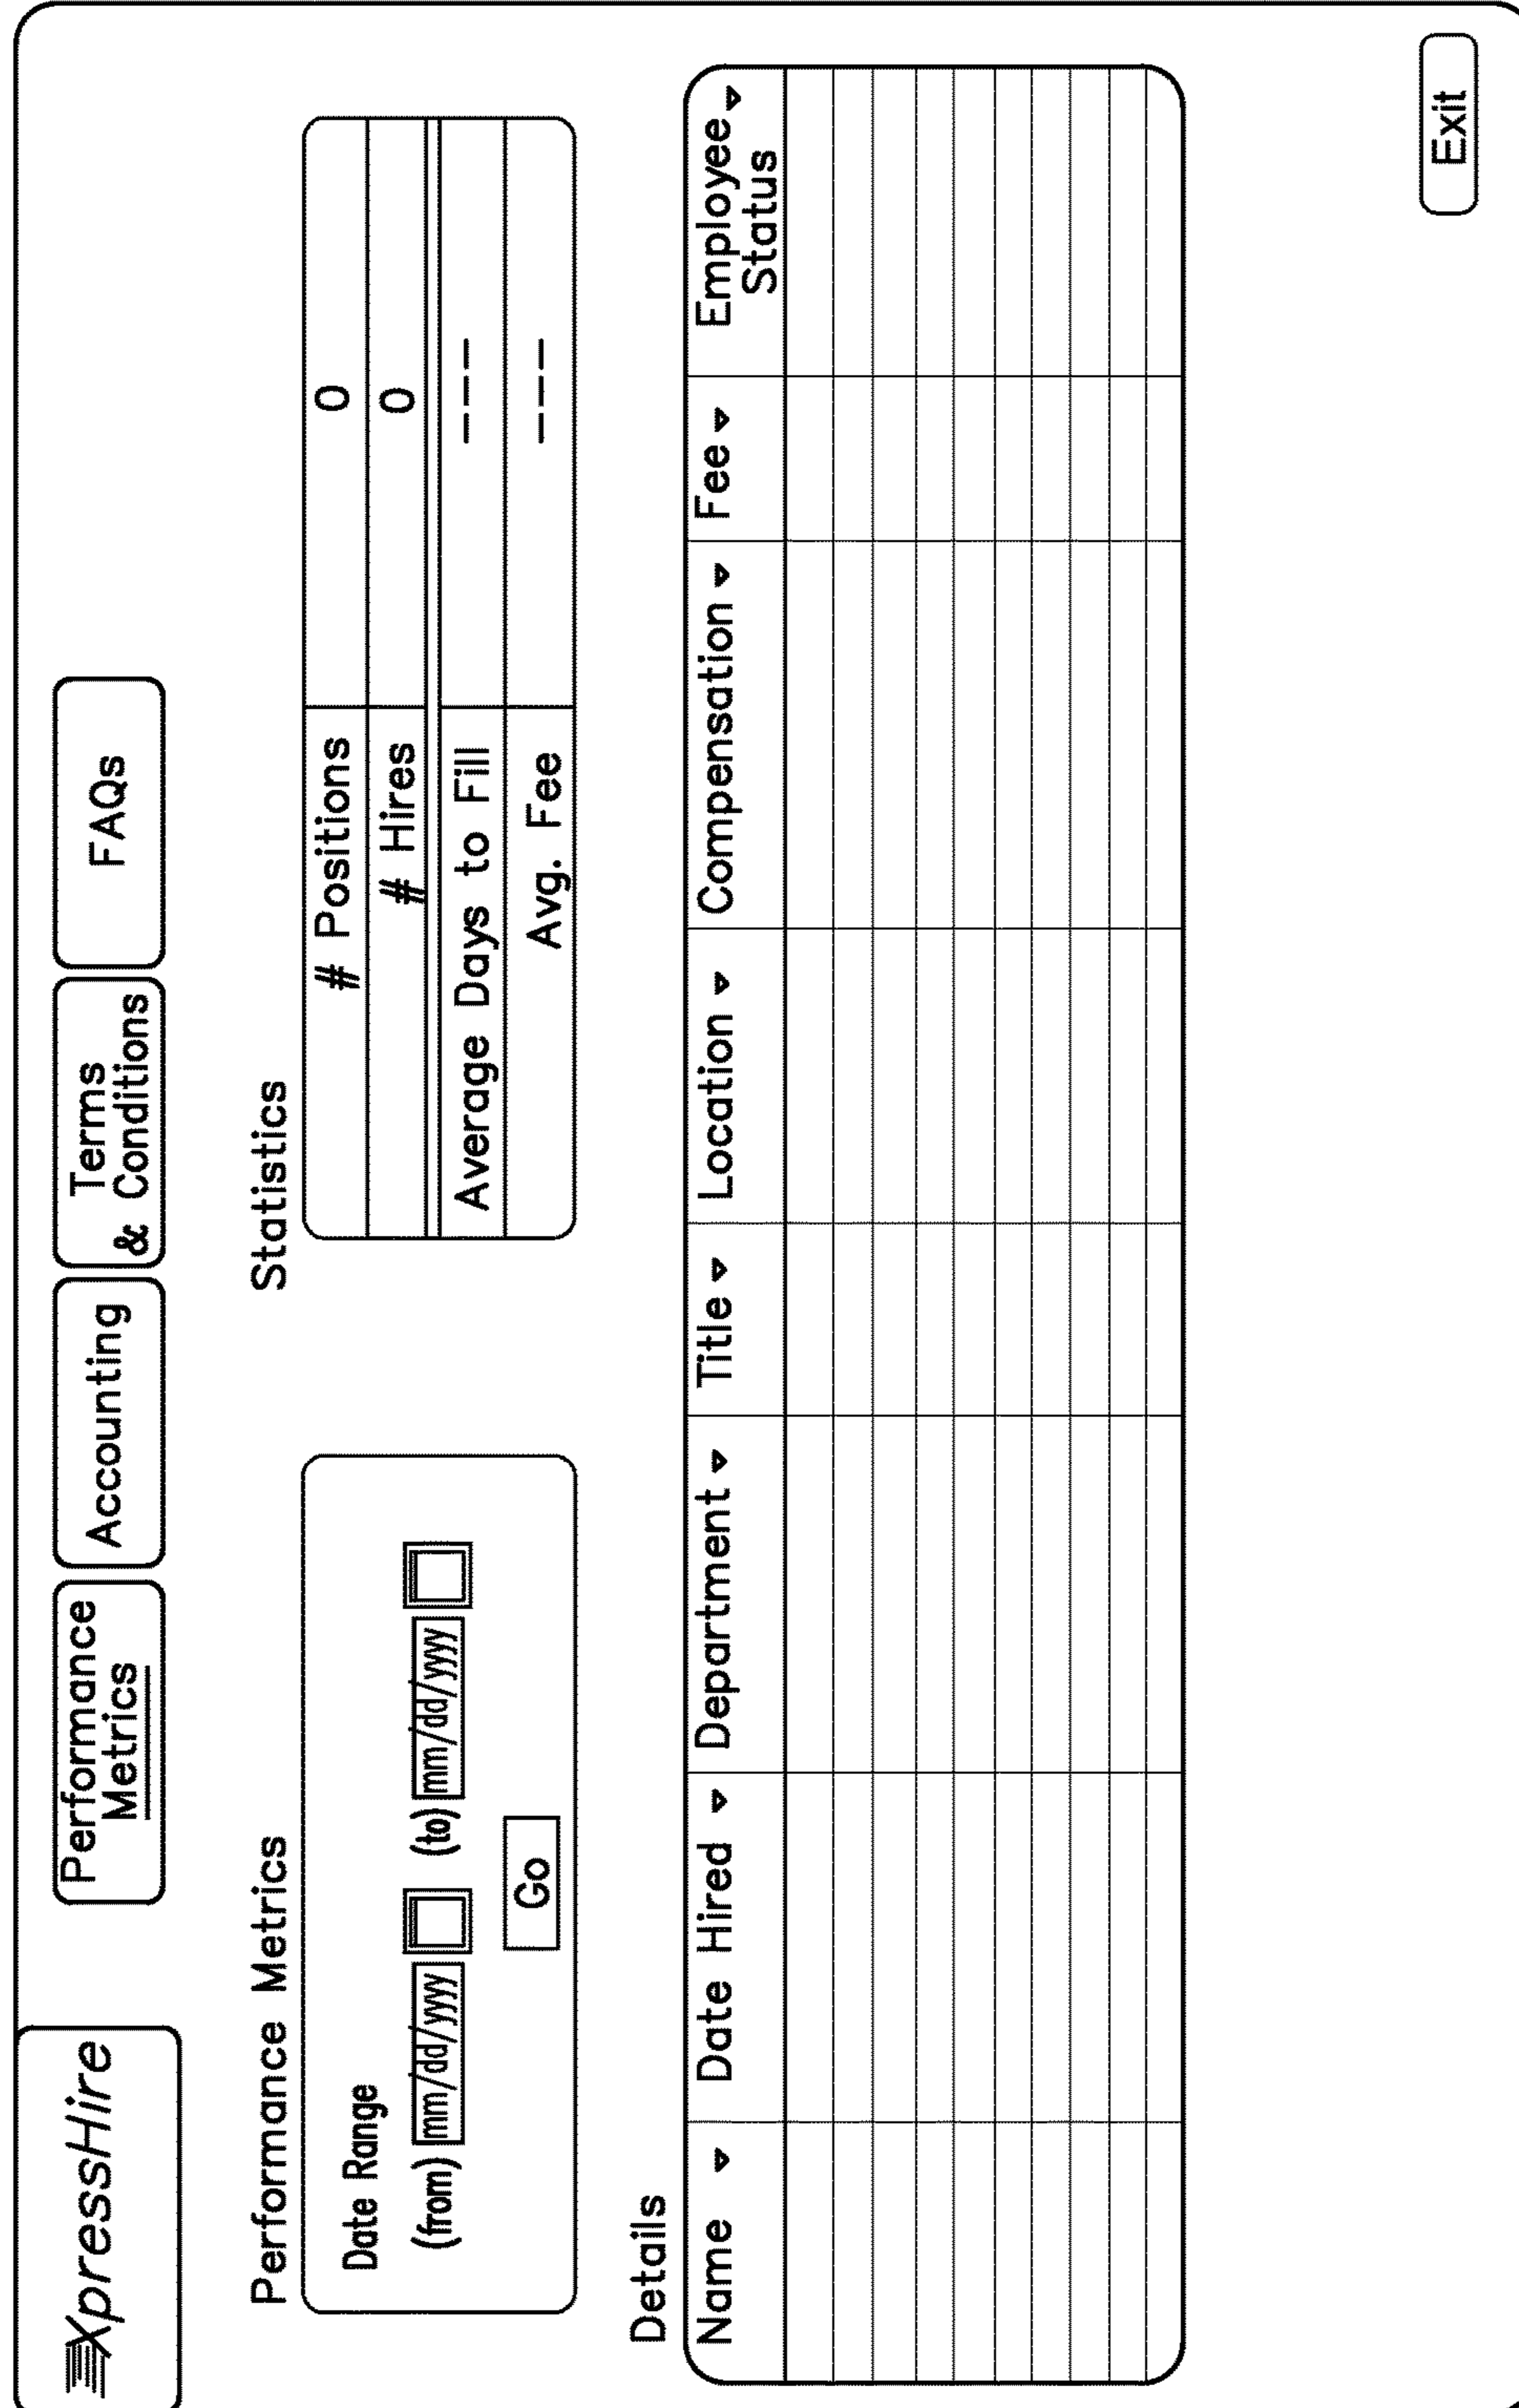 XpressHire
Performance
Metrics
Accounting
Terms
& Conditions
FAQs
Performance Metrics
Date Range
(from) mm/dd/yyyy (to) mm/dd/yyyy
Go
Statistics
# Positions 0
# Hires 0
Average Days to Fill ---
Avg. Fee ---
Details
Name Date Hired Department Title Location Compensation Fee Employee
Status
Exit